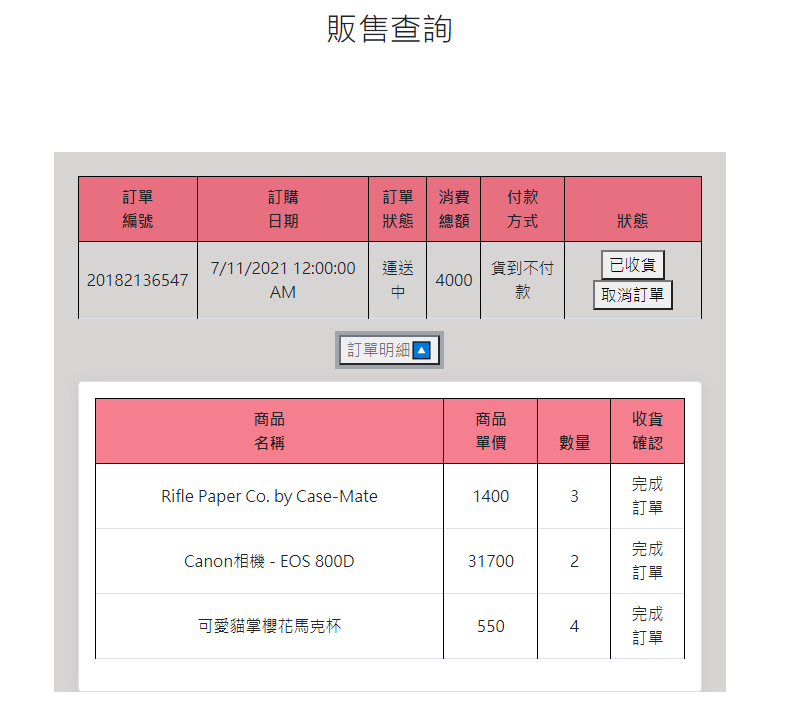 販售查詢
訂單 訂購 訂單 消費 付款
編號 日期 狀態 總額 方式 狀態
20182136547 7/11/2021 12:00:00 AM 運送中 4000 貨到不付款 已收貨
取消訂單
訂單明細🔼
商品 商品 收貨
名稱 單價 數量 確認
Rifle Paper Co. by Case-Mate 1400 3 完成訂單
Canon相機 - EOS 800D 31700 2 完成訂單
可愛貓掌櫻花馬克杯 550 4 完成訂單